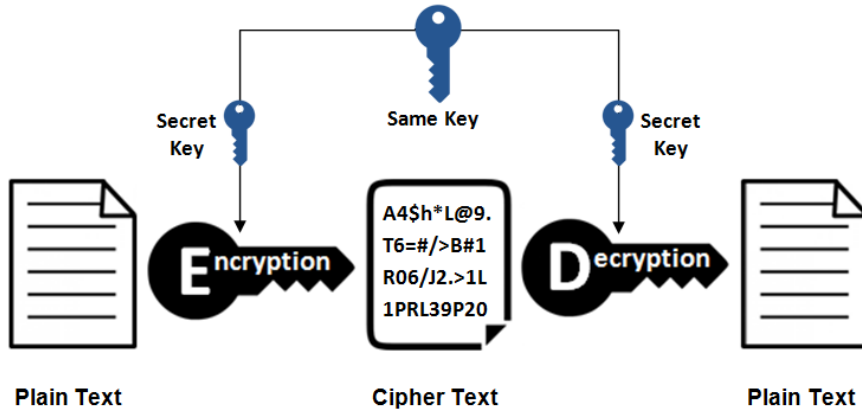 Same Key
Secret
Key
Secret
Key
Encryption
A4$h*L@9.
T6=#/>B#1
R06/J2.>1L
1PRL39P20
Decryption
Plain Text
Cipher Text
Plain Text